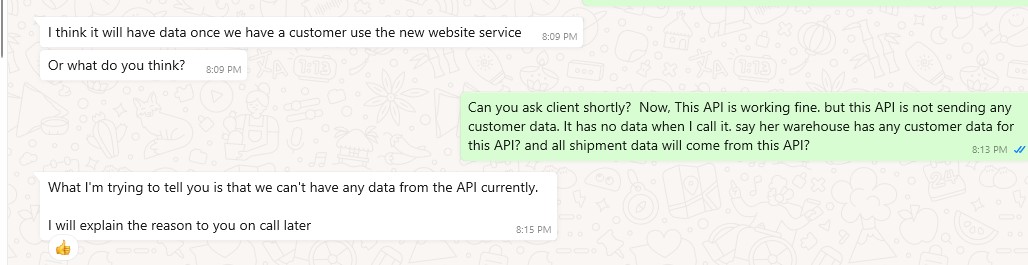 I think it will have data once we have a customer use the new website service 8:09 PM
Or what do you think? 8:09 PM
Can you ask client shortly?  Now, This API is working fine. but this API is not sending any
customer data. It has no data when I call it. say her warehouse has any customer data for
this API? and all shipment data will come from this API? 8:13 PM
What I'm trying to tell you is that we can't have any data from the API currently.
I will explain the reason to you on call later 8:15 PM